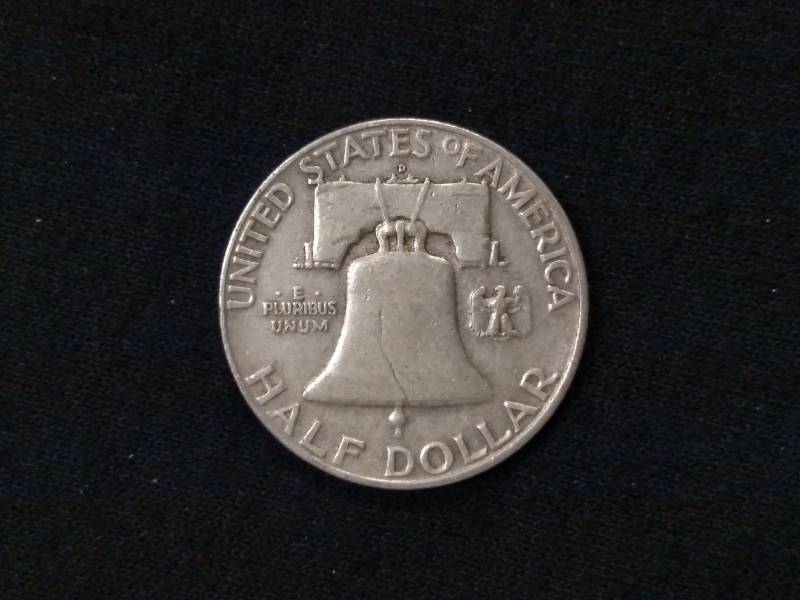 UNITED STATES OF AMERICA
D
· E ·
PLURIBUS
UNUM
HALF DOLLAR